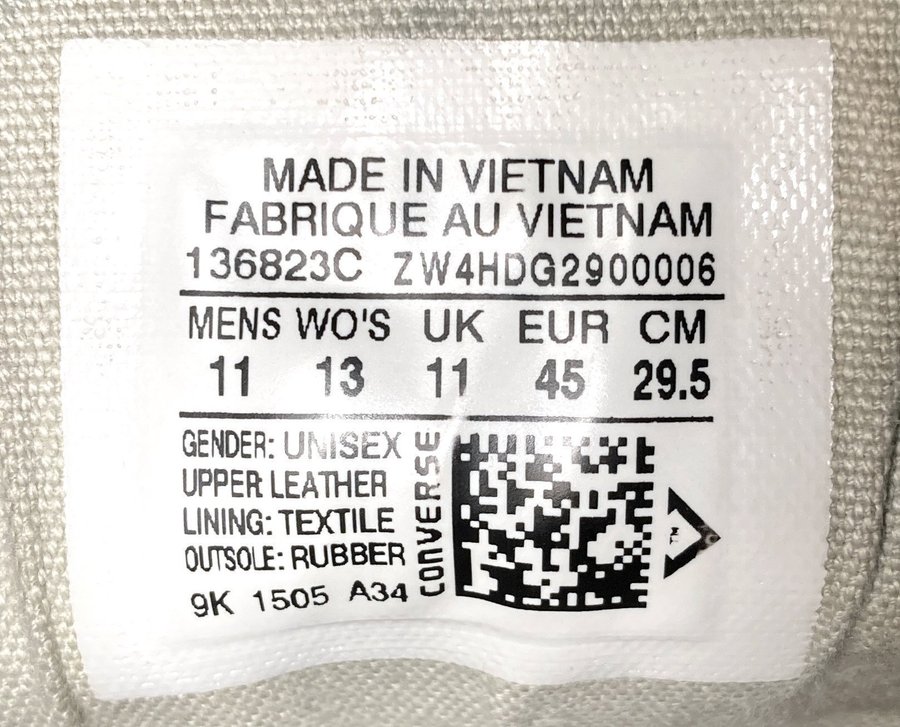 MADE IN VIETNAM
FABRIQUE AU VIETNAM
136823C ZW4HDG2900006
MENS WO'S UK EUR CM
11 13 11 45 29.5
GENDER: UNISEX
UPPER LEATHER
LINING: TEXTILE
OUTSOLE: RUBBER
9K 1505 A34
CONVERSE
TM